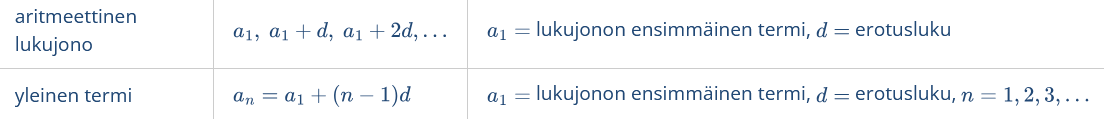 aritmeettinen
lukujono
a₁, a₁ + d, a₁ + 2d, …
a₁ = lukujonon ensimmäinen termi, d = erotusluku
yleinen termi
aₙ = a₁ + (n − 1)d
a₁ = lukujonon ensimmäinen termi, d = erotusluku, n = 1, 2, 3, …